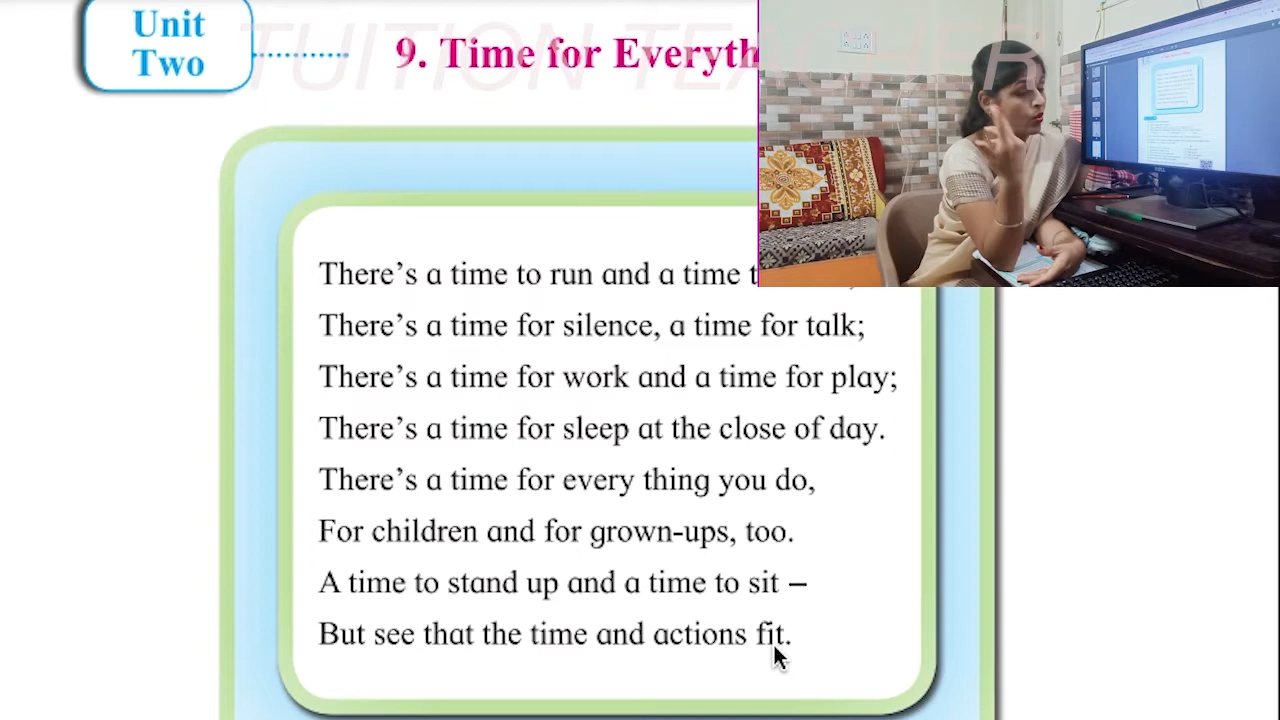 Unit
Two
9. Time for Everyth
TUITION TEACHER
There's a time to run and a time t
There's a time for silence, a time for talk;
There's a time for work and a time for play;
There's a time for sleep at the close of day.
There's a time for every thing you do,
For children and for grown-ups, too.
A time to stand up and a time to sit –
But see that the time and actions fit.
DELL